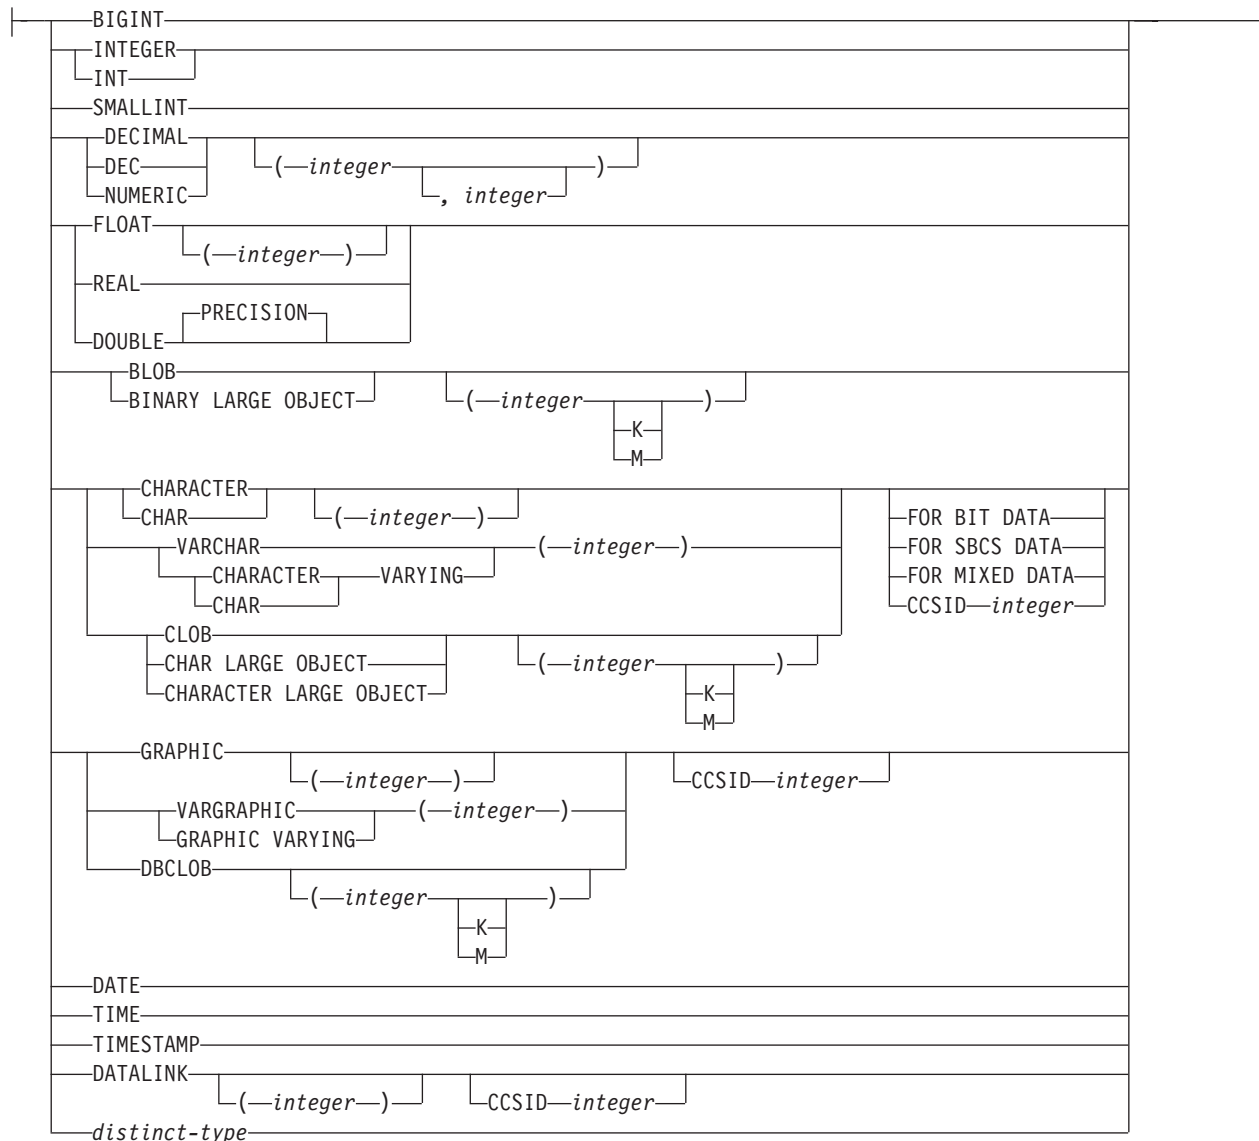 BIGINT
INTEGER
INT
SMALLINT
DECIMAL
DEC ( integer )
NUMERIC , integer
FLOAT
( integer )
REAL
PRECISION
DOUBLE
BLOB
BINARY LARGE OBJECT ( integer )
K
M
CHARACTER
CHAR ( integer ) FOR BIT DATA
VARCHAR ( integer ) FOR SBCS DATA
CHARACTER VARYING FOR MIXED DATA
CHAR CCSID integer
CLOB
CHAR LARGE OBJECT ( integer )
CHARACTER LARGE OBJECT K
M
GRAPHIC
( integer ) CCSID integer
VARGRAPHIC ( integer )
GRAPHIC VARYING
DBCLOB
( integer )
K
M
DATE
TIME
TIMESTAMP
DATALINK
( integer ) CCSID integer
distinct-type